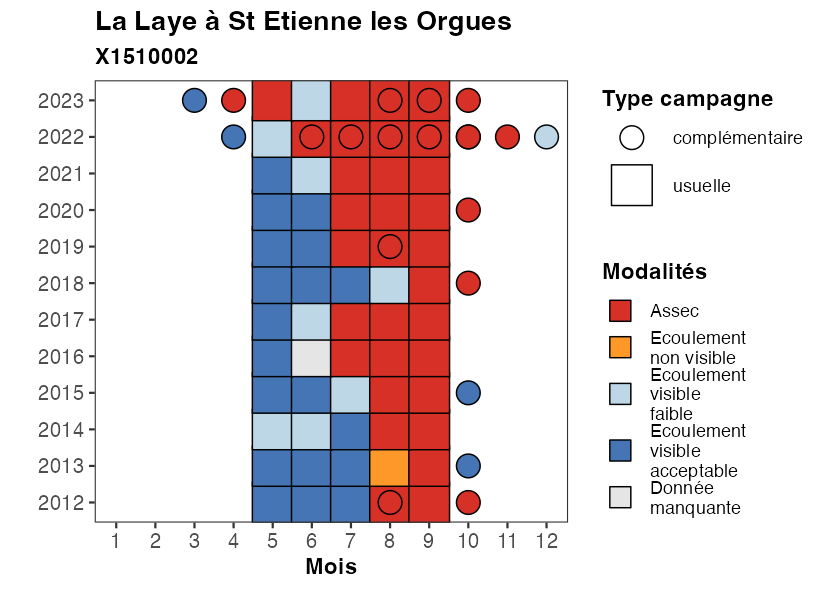 La Laye à St Etienne les Orgues
X1510002
2023
2022
2021
2020
2019
2018
2017
2016
2015
2014
2013
2012
1 2 3 4 5 6 7 8 9 10 11 12
Mois
Type campagne
complémentaire
usuelle
Modalités
Assec
Ecoulement
non visible
Ecoulement
visible
faible
Ecoulement
visible
acceptable
Donnée
manquante